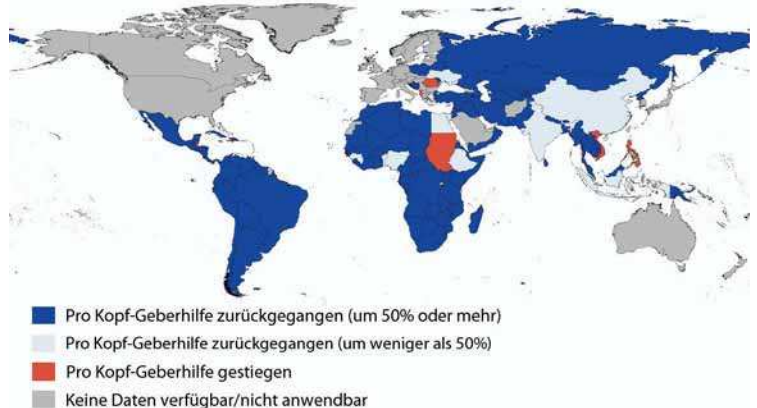 Pro Kopf-Geberhilfe zurückgegangen (um 50% oder mehr)
Pro Kopf-Geberhilfe zurückgegangen (um weniger als 50%)
Pro Kopf-Geberhilfe gestiegen
Keine Daten verfügbar/nicht anwendbar